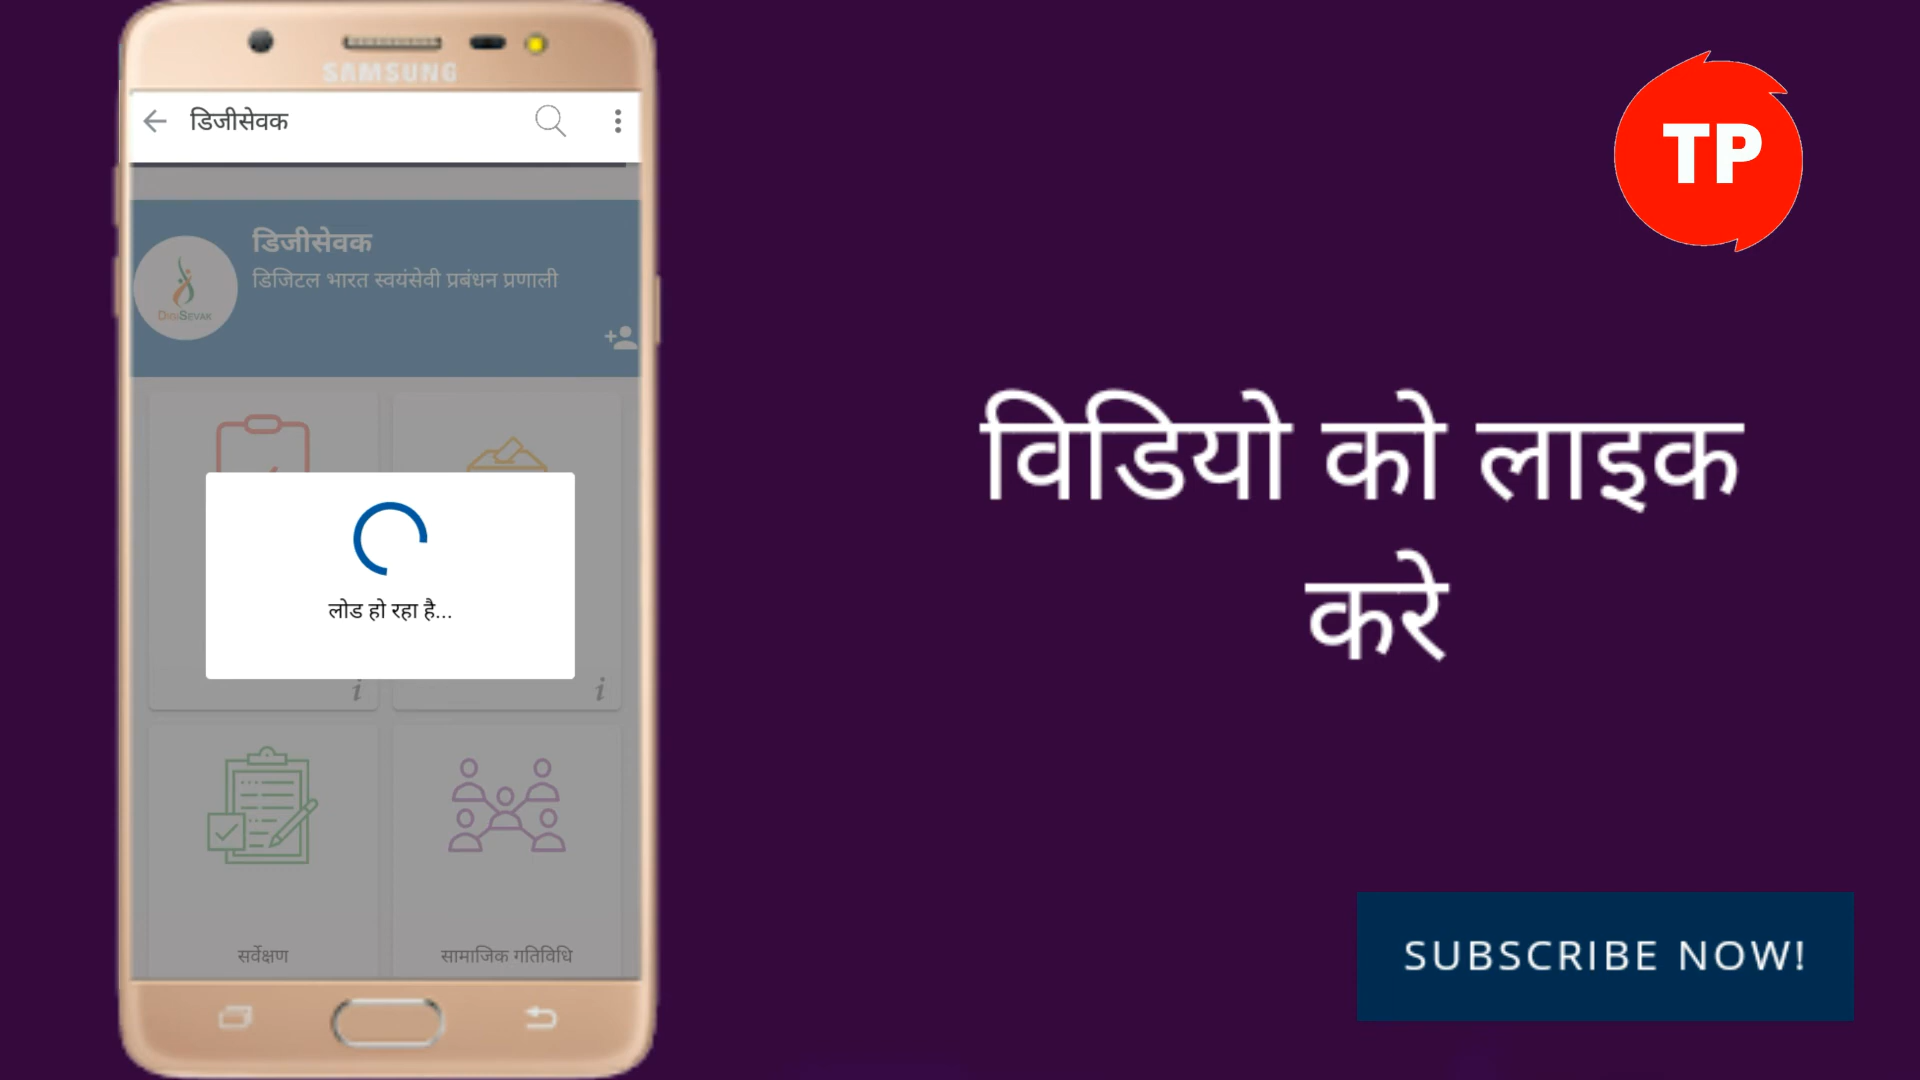 SAMSUNG
डिजीसेवक
डिजीसेवक
डिजिटल भारत स्वयंसेवी प्रबंधन प्रणाली
DIGISEVAK
लोड हो रहा है...
i
i
सर्वेक्षण
सामाजिक गतिविधि
TP
विडियो को लाइक
करे
SUBSCRIBE NOW!